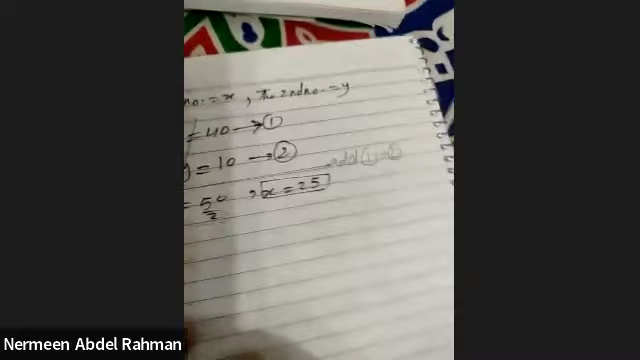 no. = x, the 2nd no. = y
= 40 → ①
y = 10 → ②
add ① ②
= 50/2, x = 25
Nermeen Abdel Rahman